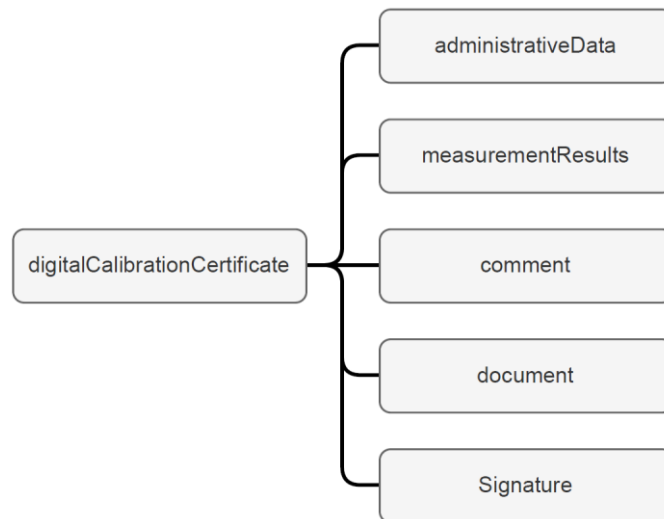 administrativeData
measurementResults
digitalCalibrationCertificate
comment
document
Signature